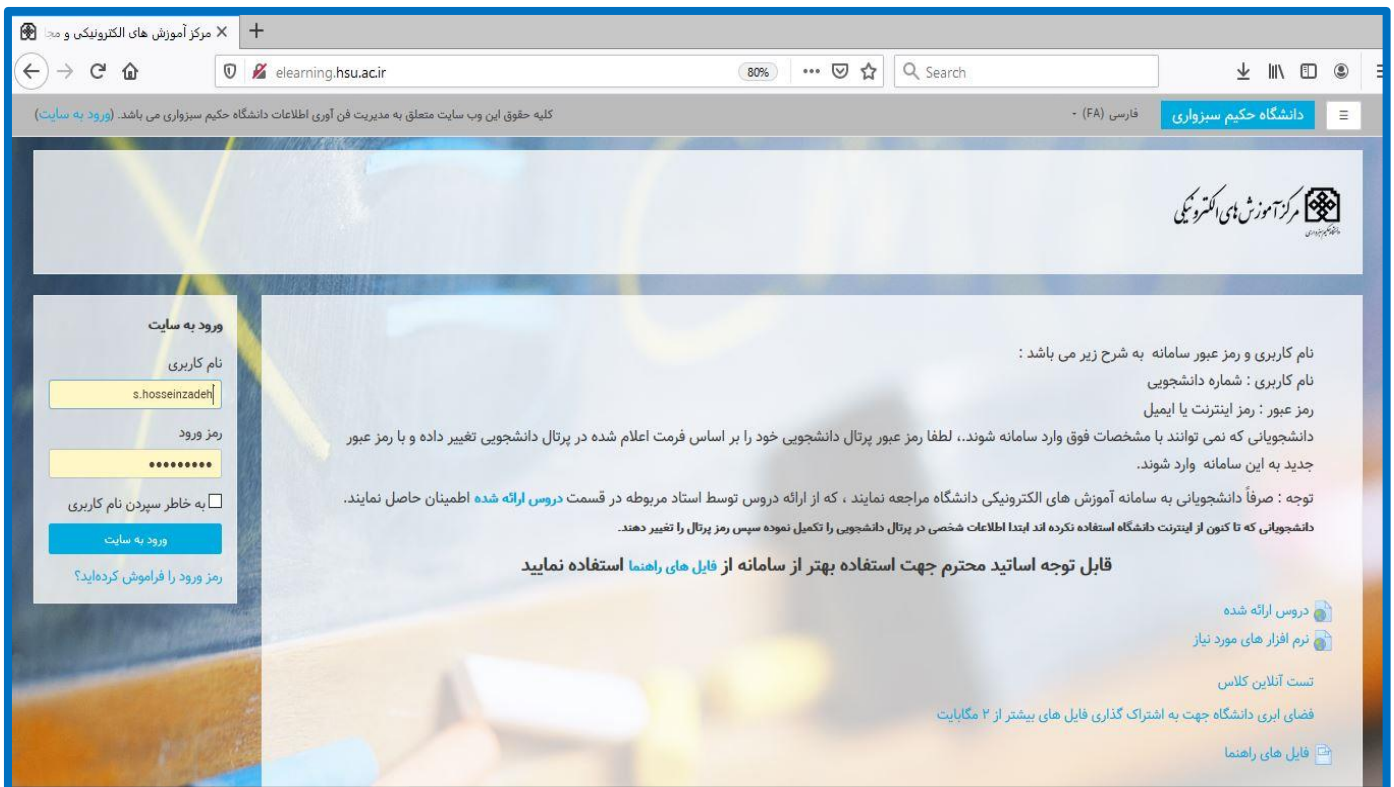 مرکز آموزش های الکترونیکی و مجا
elearning.hsu.ac.ir
80%
Search
دانشگاه حکیم سبزواری
فارسی (FA)
کلیه حقوق این وب سایت متعلق به مدیریت فن آوری اطلاعات دانشگاه حکیم سبزواری می باشد. (ورود به سایت)
مرکز آموزش های الکترونیکی
نام کاربری و رمز عبور سامانه به شرح زیر می باشد :
نام کاربری : شماره دانشجویی
رمز عبور : رمز اینترنت یا ایمیل
دانشجویانی که نمی توانند با مشخصات فوق وارد سامانه شوند.، لطفا رمز عبور پرتال دانشجویی خود را بر اساس فرمت اعلام شده در پرتال دانشجویی تغییر داده و با رمز عبور
جدید به این سامانه وارد شوند.
توجه : صرفاً دانشجویانی به سامانه آموزش های الکترونیکی دانشگاه مراجعه نمایند ، که از ارائه دروس توسط استاد مربوطه در قسمت دروس ارائه شده اطمینان حاصل نمایند.
دانشجویانی که تا کنون از اینترنت دانشگاه استفاده نکرده اند ابتدا اطلاعات شخصی در پرتال دانشجویی را تکمیل نموده سپس رمز پرتال را تغییر دهند.
قابل توجه اساتید محترم جهت استفاده بهتر از سامانه از فایل های راهنما استفاده نمایید
دروس ارائه شده
نرم افزار های مورد نیاز
تست آنلاین کلاس
فضای ابری دانشگاه جهت به اشتراک گذاری فایل های بیشتر از ۲ مگابایت
فایل های راهنما
ورود به سایت
نام کاربری
s.hosseinzadeh
رمز ورود
به خاطر سپردن نام کاربری
ورود به سایت
رمز ورود را فراموش کرده‌اید؟